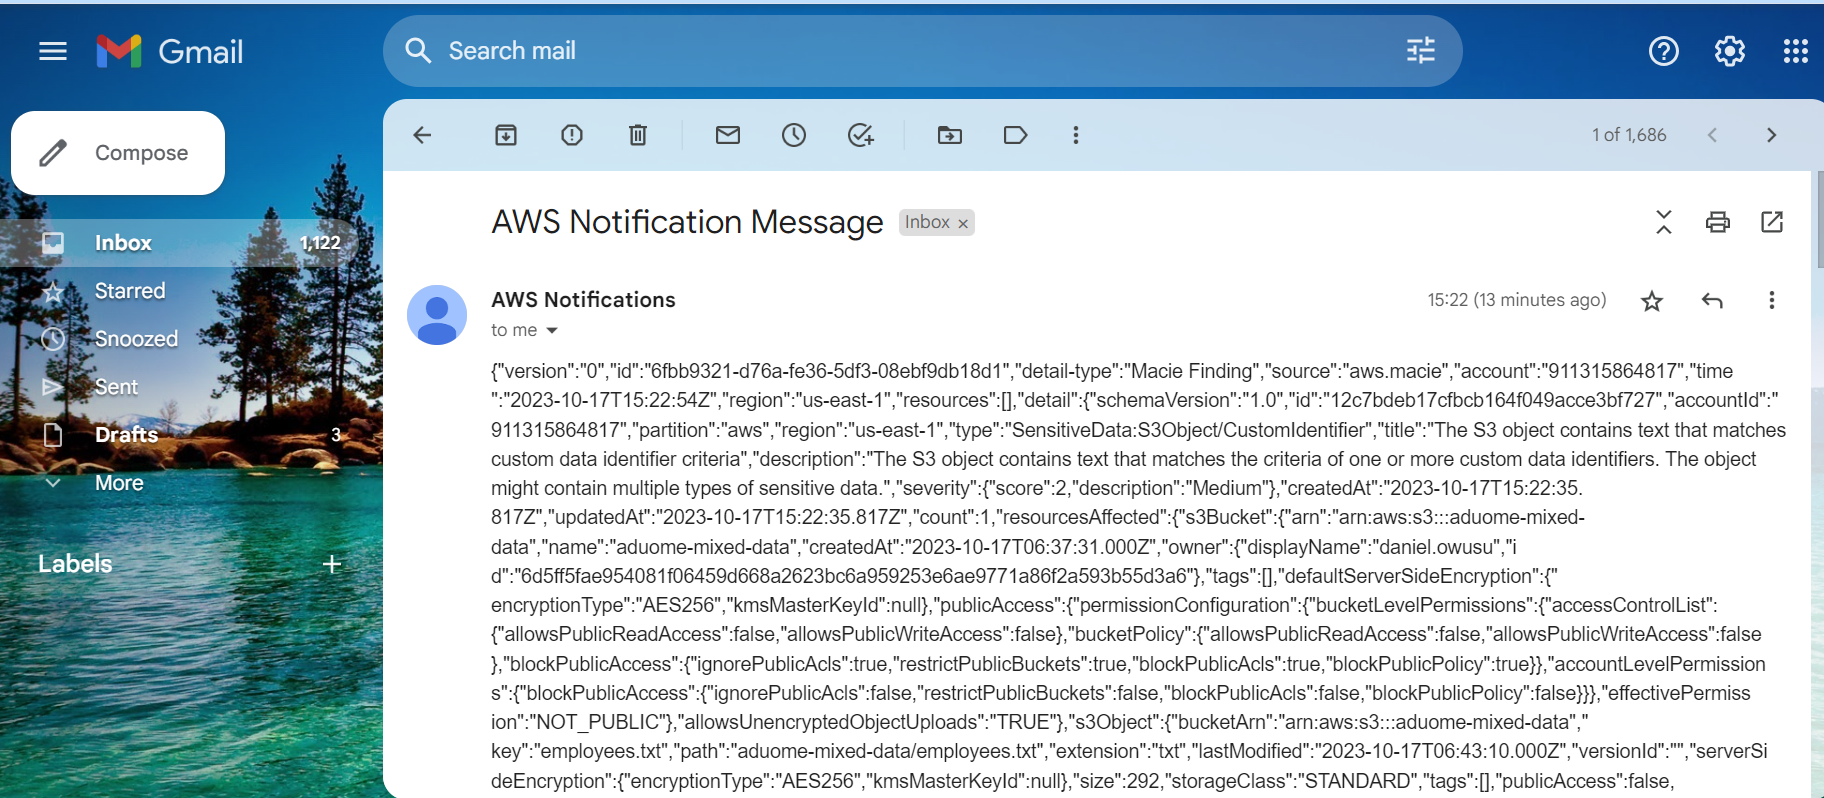 Gmail
Search mail
Compose
1 of 1,686
Inbox 1,122
Starred
Snoozed
Sent
Drafts 3
More
Labels
AWS Notification Message Inbox x
AWS Notifications 15:22 (13 minutes ago)
to me
{"version":"0","id":"6fbb9321-d76a-fe36-5df3-08ebf9db18d1","detail-type":"Macie Finding","source":"aws.macie","account":"911315864817","time
":"2023-10-17T15:22:54Z","region":"us-east-1","resources":[],"detail":{"schemaVersion":"1.0","id":"12c7bdeb17cfbcb164f049acce3bf727","accountId":"
911315864817","partition":"aws","region":"us-east-1","type":"SensitiveData:S3Object/CustomIdentifier","title":"The S3 object contains text that matches
custom data identifier criteria","description":"The S3 object contains text that matches the criteria of one or more custom data identifiers. The object
might contain multiple types of sensitive data.","severity":{"score":2,"description":"Medium"},"createdAt":"2023-10-17T15:22:35.
817Z","updatedAt":"2023-10-17T15:22:35.817Z","count":1,"resourcesAffected":{"s3Bucket":{"arn":"arn:aws:s3:::aduome-mixed-
data","name":"aduome-mixed-data","createdAt":"2023-10-17T06:37:31.000Z","owner":{"displayName":"daniel.owusu","i
d":"6d5ff5fae954081f06459d668a2623bc6a959253e6ae9771a86f2a593b55d3a6"},"tags":[],"defaultServerSideEncryption":{"
encryptionType":"AES256","kmsMasterKeyId":null},"publicAccess":{"permissionConfiguration":{"bucketLevelPermissions":{"accessControlList":
{"allowsPublicReadAccess":false,"allowsPublicWriteAccess":false},"bucketPolicy":{"allowsPublicReadAccess":false,"allowsPublicWriteAccess":false
},"blockPublicAccess":{"ignorePublicAcls":true,"restrictPublicBuckets":true,"blockPublicAcls":true,"blockPublicPolicy":true}},"accountLevelPermission
s":{"blockPublicAccess":{"ignorePublicAcls":false,"restrictPublicBuckets":false,"blockPublicAcls":false,"blockPublicPolicy":false}}},"effectivePermiss
ion":"NOT_PUBLIC"},"allowsUnencryptedObjectUploads":"TRUE"},"s3Object":{"bucketArn":"arn:aws:s3:::aduome-mixed-data","
key":"employees.txt","path":"aduome-mixed-data/employees.txt","extension":"txt","lastModified":"2023-10-17T06:43:10.000Z","versionId":"","serverSi
deEncryption":{"encryptionType":"AES256","kmsMasterKeyId":null},"size":292,"storageClass":"STANDARD","tags":[],"publicAccess":false,